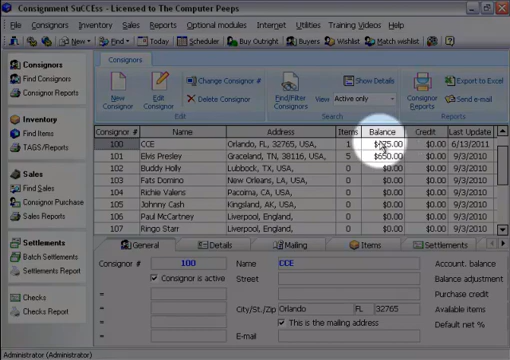 Consignment SuCCEss - Licensed to The Computer Peeps
File Consignors Inventory Sales Reports Optional modules Internet Utilities Training Videos Help
New Find Today Scheduler Buy Outright Buyers Wishlist Match wishlist
Consignors
Find Consignors
Consignor Reports
Inventory
Find Items
TAGS/Reports
Sales
Find Sales
Consignor Purchase
Sales Reports
Settlements
Batch Settlements
Settlements Report
Checks
Checks Report
Consignors
New Consignor
Edit Consignor
Change Consignor #
Delete Consignor
Edit
Find/Filter Consignors
Show Details
View Active only
Search
Consignor Reports
Export to Excel
Send e-mail
Reports
Consignor # Name Address Items Balance Credit Last Update
100 CCE Orlando, FL, 32765, USA, 1 $0.00 6/13/2011
101 Elvis Presley Graceland, TN, 38116, USA, 5 $650.00 $0.00 9/3/2010
102 Buddy Holly Lubbock, TX, USA, 0 $0.00 $0.00 9/3/2010
103 Fats Domino New Orleans, LA, USA, 0 $0.00 $0.00 9/3/2010
104 Richie Valens Pacoima, CA, USA, 0 $0.00 $0.00 9/3/2010
105 Johnny Cash Kingsland, AK, USA, 0 $0.00 $0.00 9/3/2010
106 Paul McCartney Liverpool, England, 0 $0.00 $0.00 9/3/2010
107 Ringo Starr Liverpool, England, 0 $0.00 $0.00 9/3/2010
General Details Mailing Items Settlements
Consignor # 100 Name CCE Account. balance
Consignor is active Street Balance adjustment
= Purchase credit
= City/St./Zip Orlando FL 32765 Available items
= This is the mailing address Default net %
= E-mail
Administrator (Administrator)